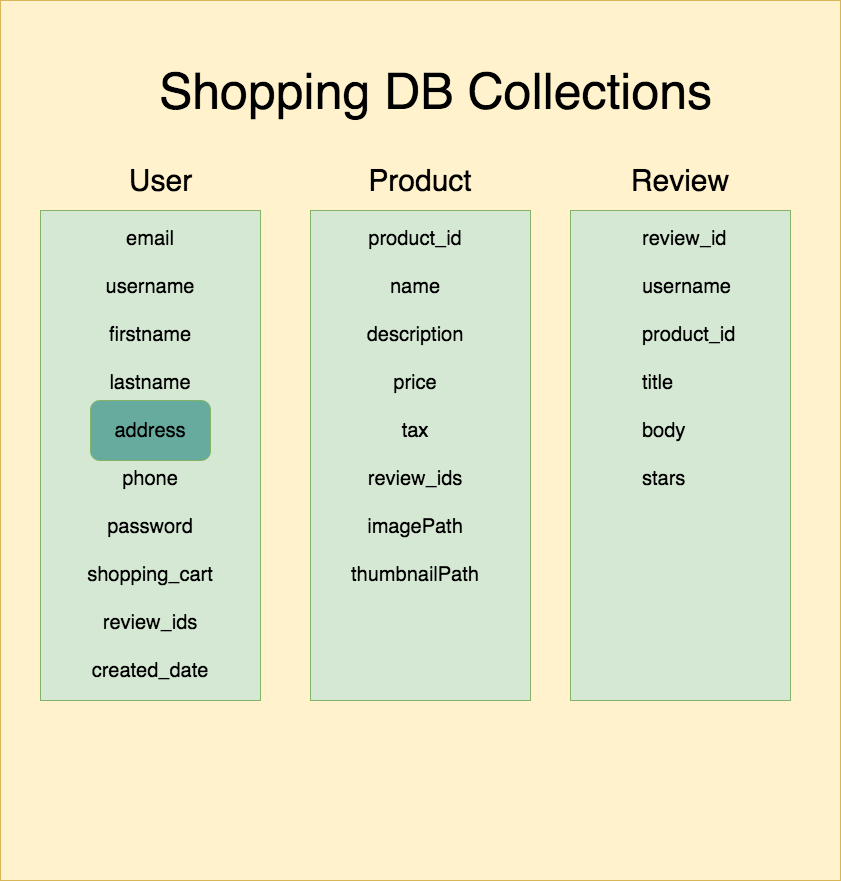 Shopping DB Collections
User
email
username
firstname
lastname
address
phone
password
shopping_cart
review_ids
created_date
Product
product_id
name
description
price
tax
review_ids
imagePath
thumbnailPath
Review
review_id
username
product_id
title
body
stars